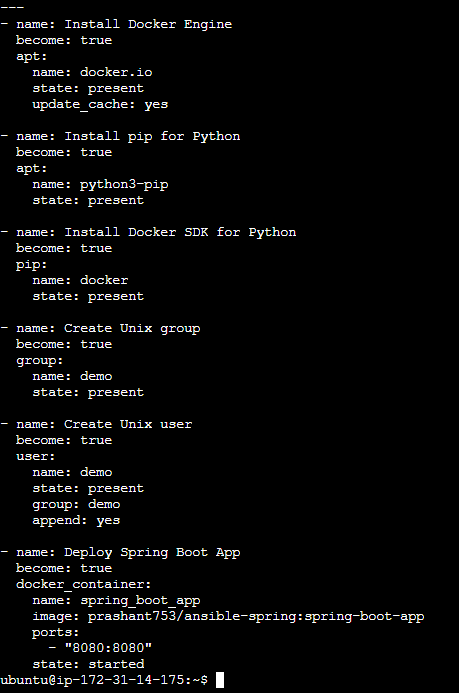 ---
- name: Install Docker Engine
  become: true
  apt:
    name: docker.io
    state: present
    update_cache: yes

- name: Install pip for Python
  become: true
  apt:
    name: python3-pip
    state: present

- name: Install Docker SDK for Python
  become: true
  pip:
    name: docker
    state: present

- name: Create Unix group
  become: true
  group:
    name: demo
    state: present

- name: Create Unix user
  become: true
  user:
    name: demo
    state: present
    group: demo
    append: yes

- name: Deploy Spring Boot App
  become: true
  docker_container:
    name: spring_boot_app
    image: prashant753/ansible-spring:spring-boot-app
    ports:
      - "8080:8080"
    state: started
ubuntu@ip-172-31-14-175:~$